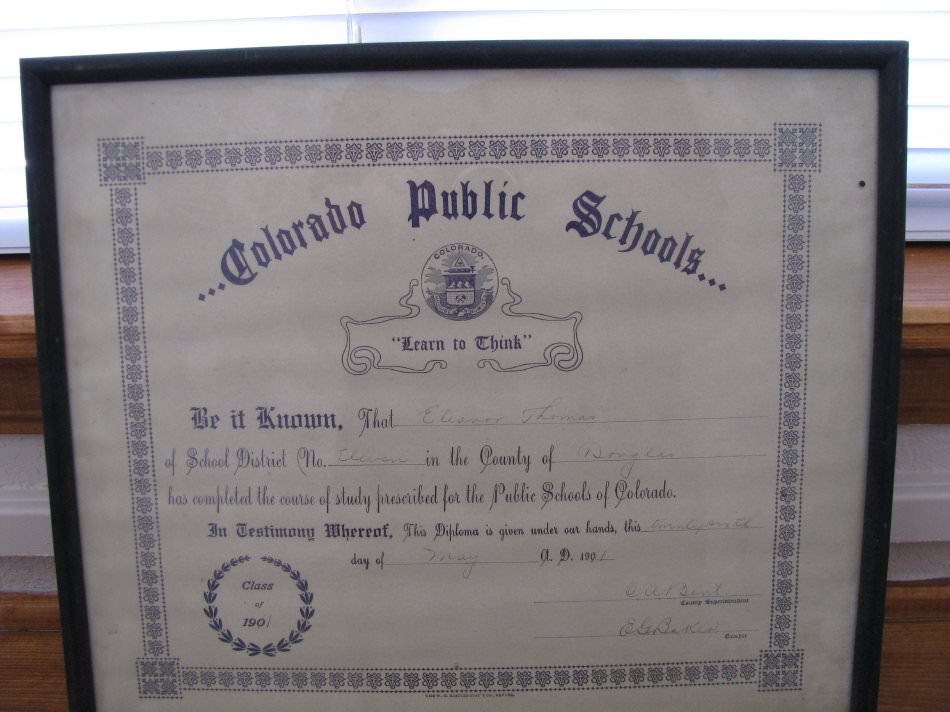 ...Colorado Public Schools...
COLORADO.
"Learn to Think"
Be it Known, That Eleanor Thomas
of School District No. Eleven in the County of Douglas
has completed the course of study prescribed for the Public Schools of Colorado.
In Testimony Whereof, This Diploma is given under our hands, this
day of May A. D. 1901
Class
of
1901
County Superintendent
E G Baker